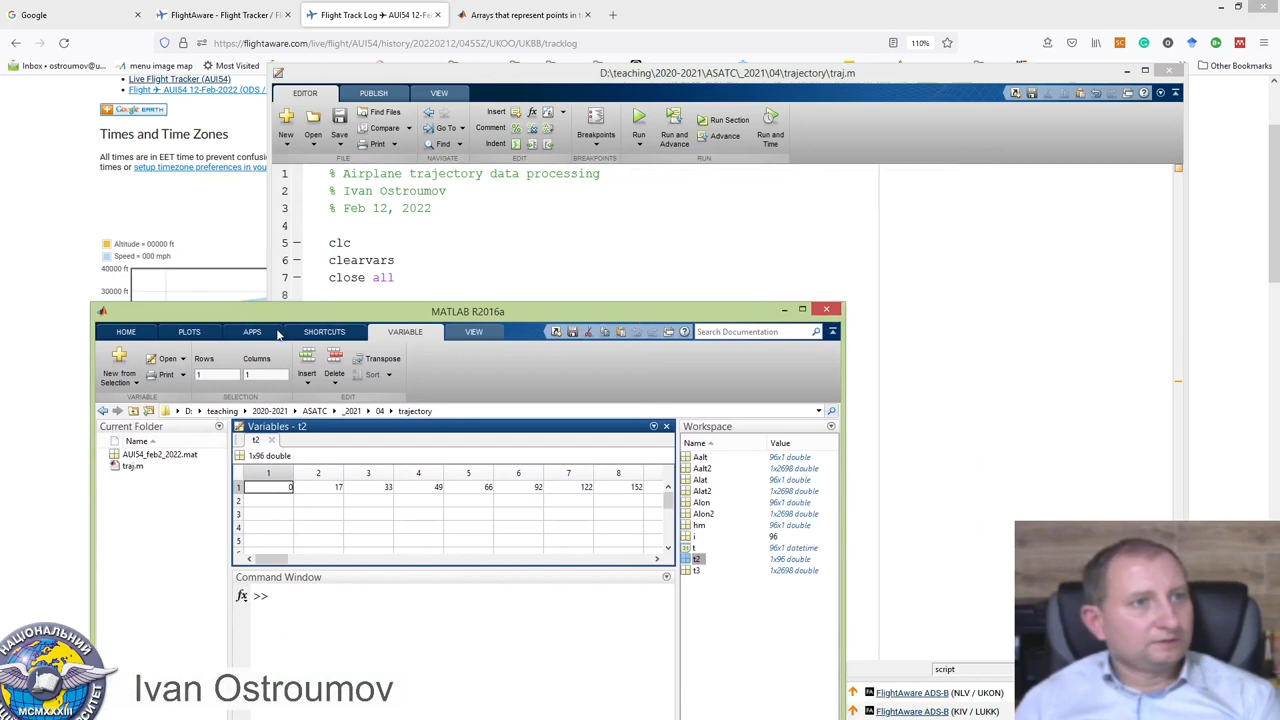 Google
FlightAware - Flight Tracker / Fl
Flight Track Log ✈ AUI54 12-Fe
Arrays that represent points in t
https://flightaware.com/live/flight/AUI54/history/20220212/0455Z/UKOO/UKBB/tracklog
110%
Inbox • ostroumov@u...
menu image map
Most Visited
Other Bookmarks
Live Flight Tracker (AUI54)
Flight ✈ AUI54 12-Feb-2022 (ODS /
Google EARTH
Times and Time Zones
All times are in EET time to prevent confusi
times or setup timezone preferences in you
Altitude = 00000 ft
Speed = 000 mph
40000 ft
30000 ft
D:\teaching\2020-2021\ASATC\_2021\04\trajectory\traj.m
EDITOR
PUBLISH
VIEW
New
Open
Save
Find Files
Compare
Print
Go To
Find
Insert
Comment
Indent
Breakpoints
Run
Run and
Advance
Run Section
Advance
Run and
Time
FILE
NAVIGATE
EDIT
BREAKPOINTS
RUN
1 % Airplane trajectory data processing
2 % Ivan Ostroumov
3 % Feb 12, 2022
4
5 clc
6 clearvars
7 close all
8
MATLAB R2016a
HOME
PLOTS
APPS
SHORTCUTS
VARIABLE
VIEW
Search Documentation
New from
Selection
Open
Print
Rows
Columns
1
1
Insert
Delete
Transpose
Sort
VARIABLE
SELECTION
EDIT
D:
teaching
2020-2021
ASATC
_2021
04
trajectory
Current Folder
Name
AUI54_feb2_2022.mat
traj.m
Variables - t2
t2
1x96 double
1 2 3 4 5 6 7 8
1 0 17 33 49 66 92 122 152
2
3
4
5
Command Window
fx >>
Workspace
Name Value
Aalt 96x1 double
Aalt2 1x2698 double
Alat 96x1 double
Alat2 1x2698 double
Alon 96x1 double
Alon2 1x2698 double
hm 96x1 double
i 96
t 96x1 datetime
t2 1x96 double
t3 1x2698 double
script
FlightAware ADS-B (NLV / UKON)
FlightAware ADS-B (KIV / LUKK)
НАЦІОНАЛЬНИЙ
MCMXXXIII
Ivan Ostroumov